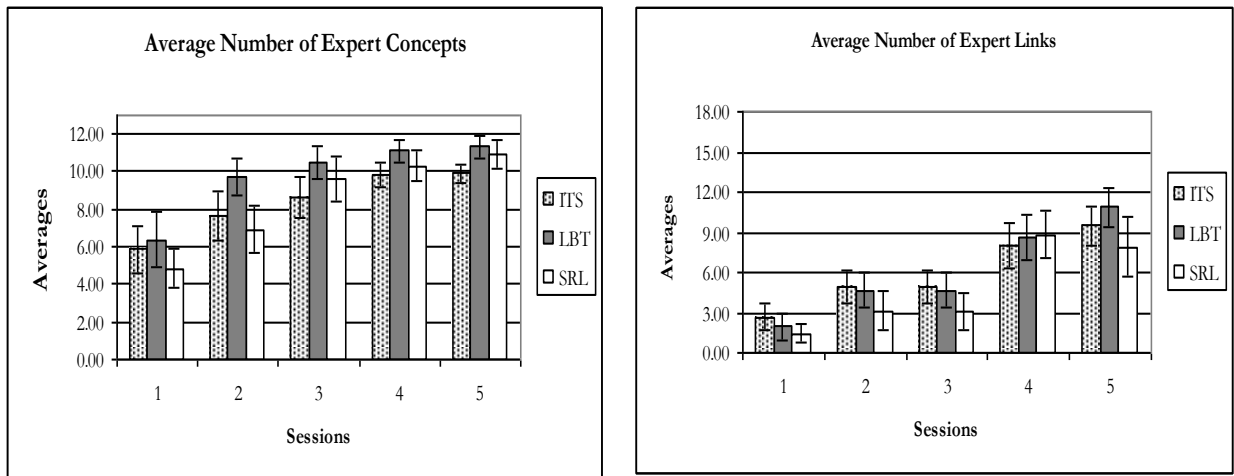 Average Number of Expert Concepts
12.00
10.00
8.00
6.00
4.00
2.00
0.00
Averages
1 2 3 4 5
Sessions
ITS
LBT
SRL
Average Number of Expert Links
18.00
15.00
12.00
9.00
6.00
3.00
0.00
Averages
1 2 3 4 5
Sessions
ITS
LBT
SRL